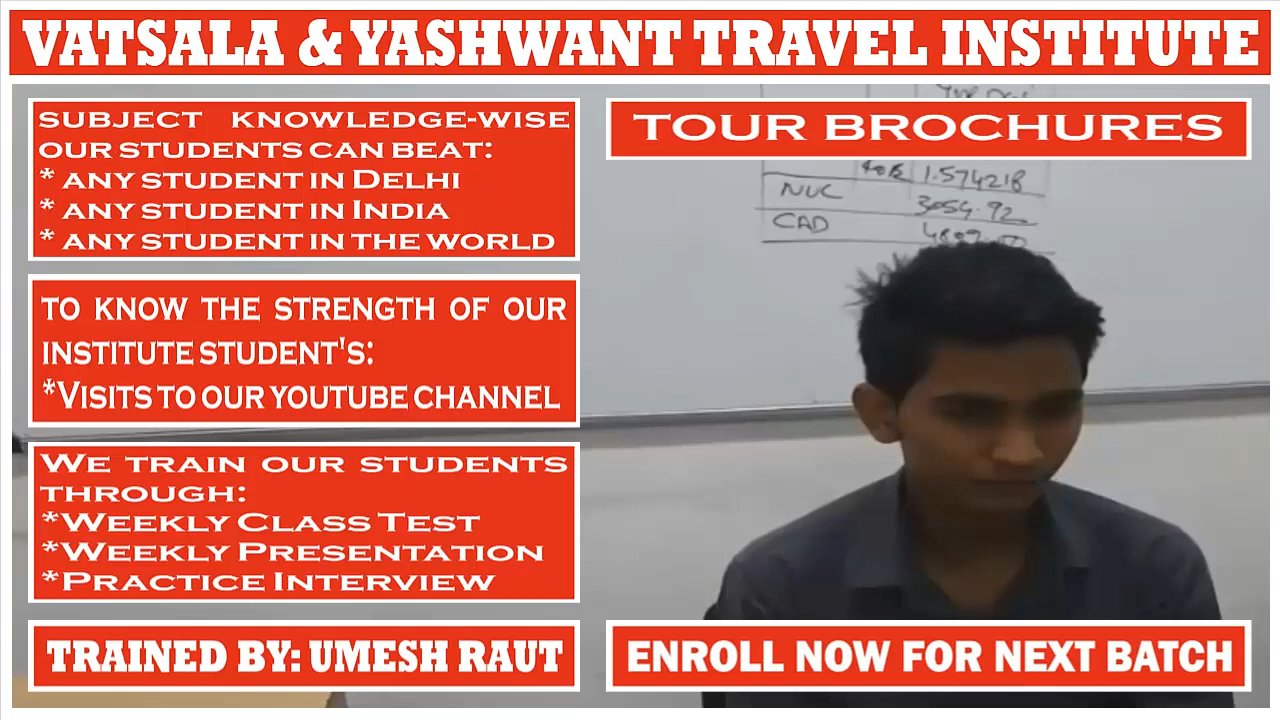 VATSALA & YASHWANT TRAVEL INSTITUTE
SUBJECT KNOWLEDGE-WISE
OUR STUDENTS CAN BEAT:
* ANY STUDENT IN DELHI
* ANY STUDENT IN INDIA
* ANY STUDENT IN THE WORLD
TO KNOW THE STRENGTH OF OUR
INSTITUTE STUDENT'S:
*VISITS TO OUR YOUTUBE CHANNEL
WE TRAIN OUR STUDENTS
THROUGH:
*WEEKLY CLASS TEST
*WEEKLY PRESENTATION
*PRACTICE INTERVIEW
TRAINED BY: UMESH RAUT
TOUR BROCHURES
1.574218
NUC 3054.92
CAD
ENROLL NOW FOR NEXT BATCH